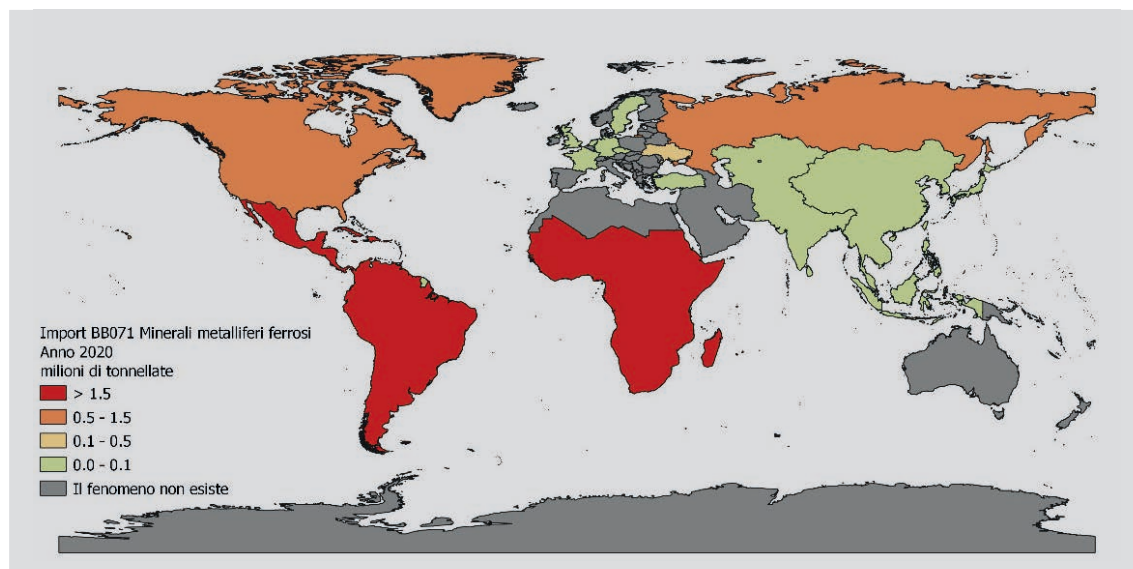 Import BB071 Minerali metalliferi ferrosi
Anno 2020
milioni di tonnellate
> 1.5
0.5 - 1.5
0.1 - 0.5
0.0 - 0.1
Il fenomeno non esiste